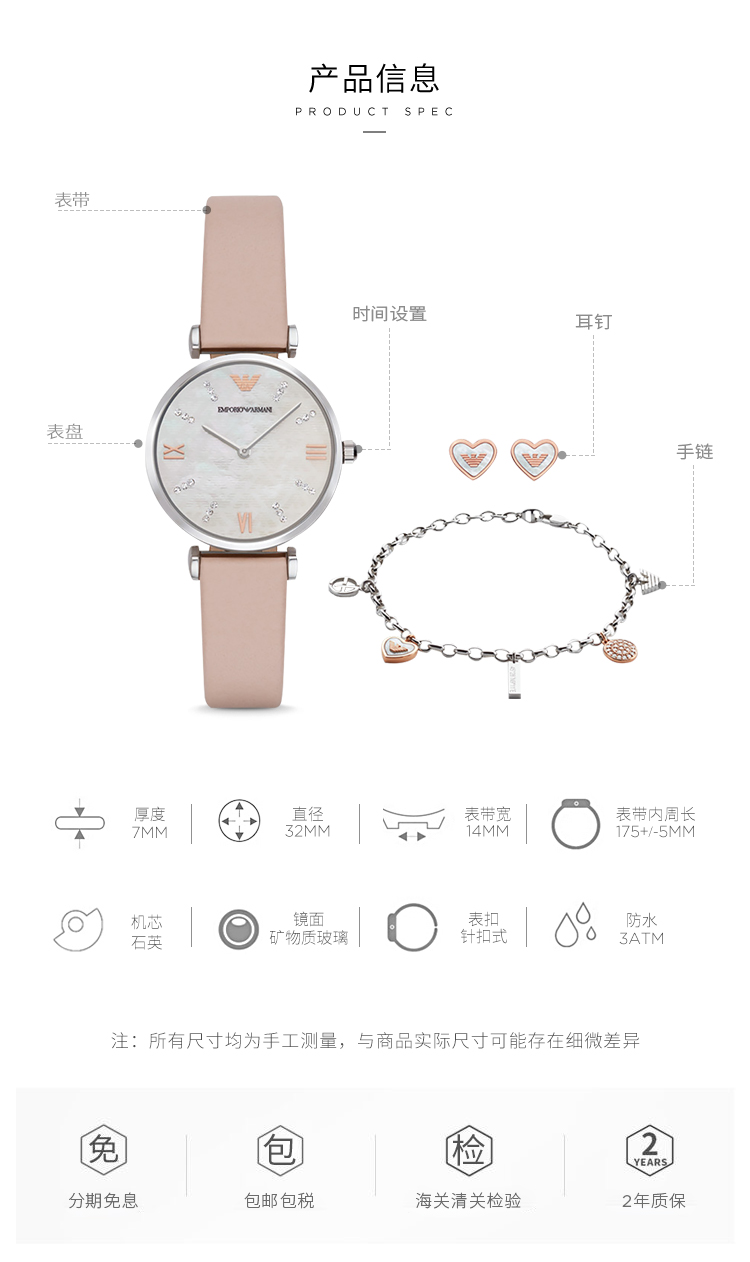 产品信息
PRODUCT SPEC
表带
时间设置
耳钉
表盘
手链
EMPORIO ARMANI
厚度
7MM
直径
32MM
表带宽
14MM
表带内周长
175+/-5MM
机芯
石英
镜面
矿物质玻璃
表扣
针扣式
防水
3ATM
注：所有尺寸均为手工测量，与商品实际尺寸可能存在细微差异
免
包
检
2
YEARS
分期免息
包邮包税
海关清关检验
2年质保